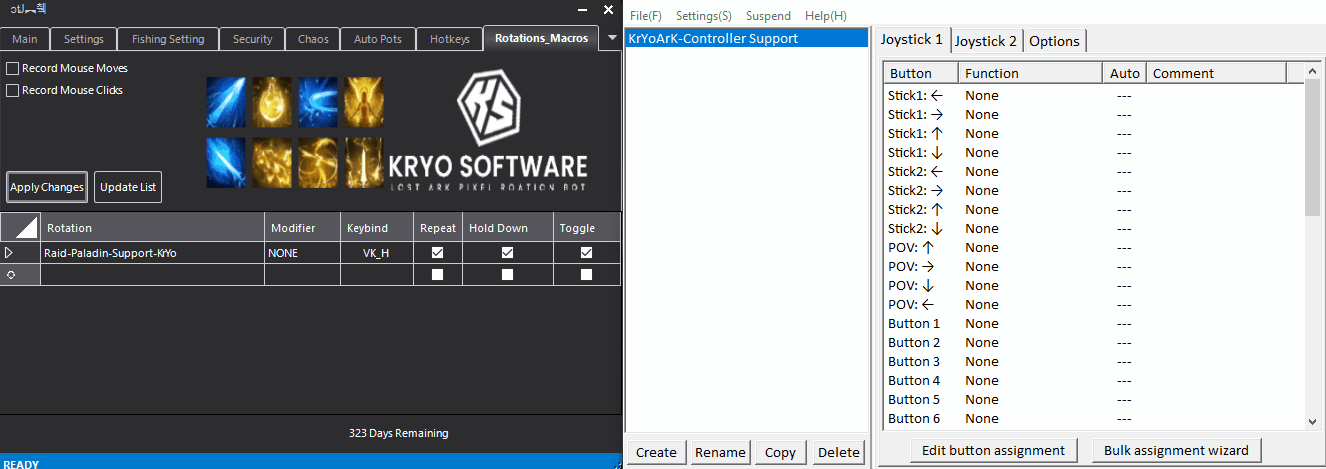 Main Settings Fishing Setting Security Chaos Auto Pots Hotkeys Rotations_Macros
Record Mouse Moves
Record Mouse Clicks
KRYO SOFTWARE
LOST ARK PIXEL ROATION BOT
Apply Changes Update List
Rotation Modifier Keybind Repeat Hold Down Toggle
Raid-Paladin-Support-KrYo NONE VK_H
323 Days Remaining
READY
File(F) Settings(S) Suspend Help(H)
KrYoArK-Controller Support
Create Rename Copy Delete
Joystick 1 Joystick 2 Options
Button Function Auto Comment
Stick1: ← None ---
Stick1: → None ---
Stick1: ↑ None ---
Stick1: ↓ None ---
Stick2: ← None ---
Stick2: → None ---
Stick2: ↑ None ---
Stick2: ↓ None ---
POV: ↑ None ---
POV: → None ---
POV: ↓ None ---
POV: ← None ---
Button 1 None ---
Button 2 None ---
Button 3 None ---
Button 4 None ---
Button 5 None ---
Button 6 None ---
Edit button assignment Bulk assignment wizard